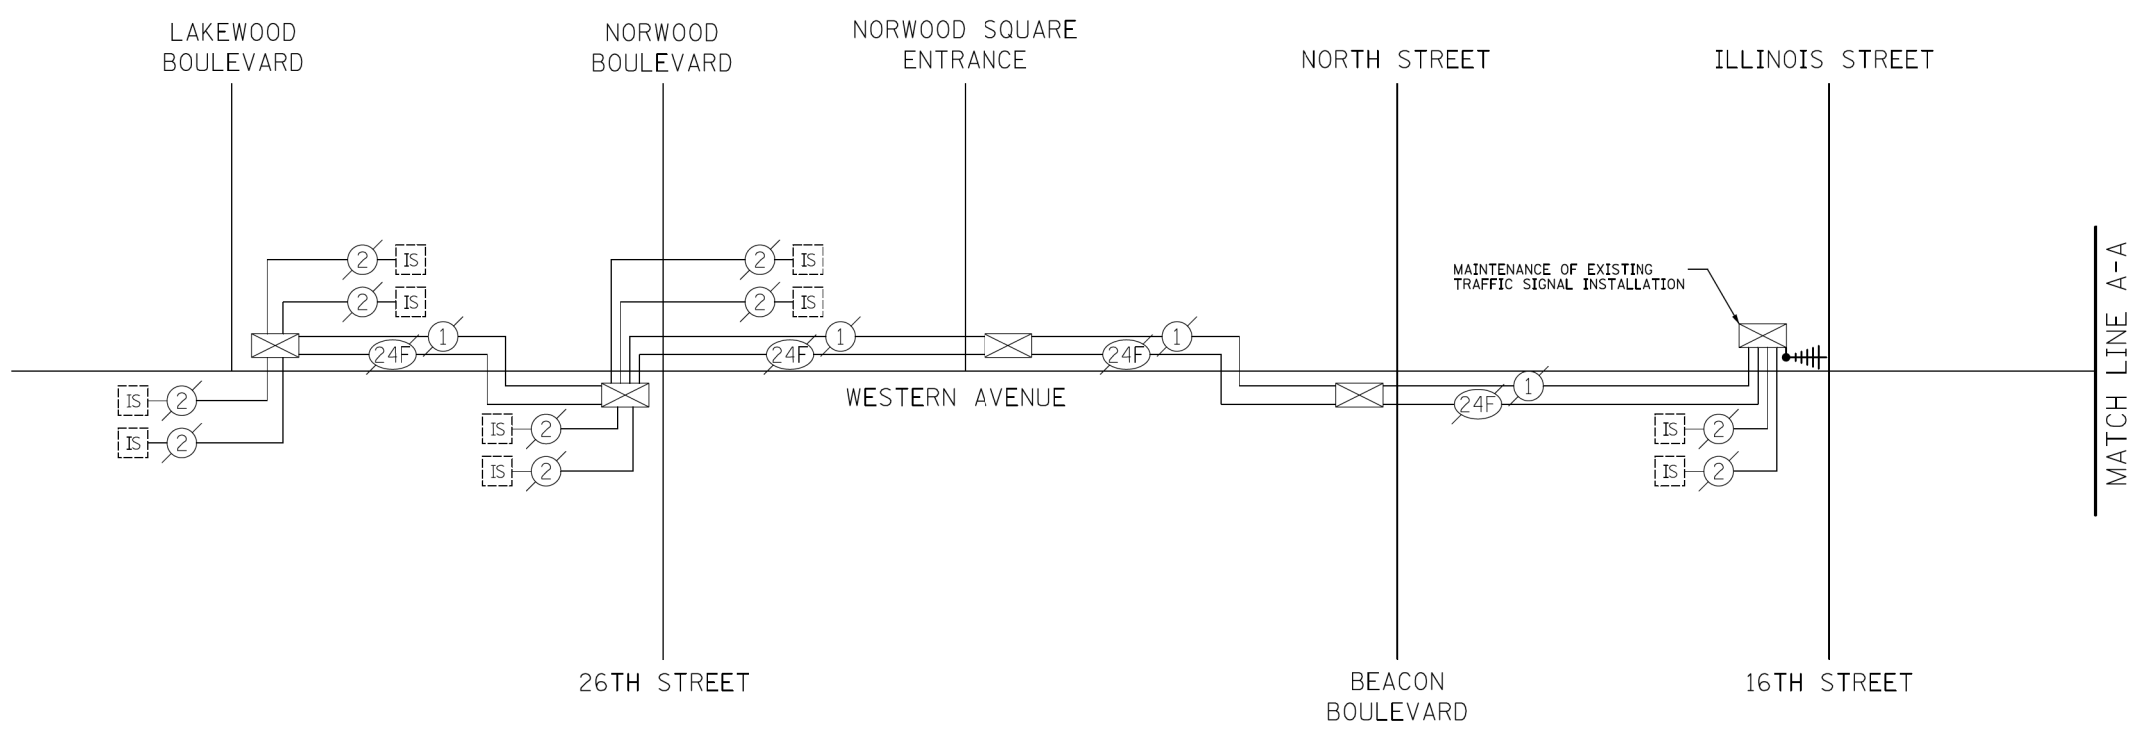 LAKEWOOD
BOULEVARD
NORWOOD
BOULEVARD
NORWOOD SQUARE
ENTRANCE
NORTH STREET
ILLINOIS STREET
2
IS
2
IS
2
IS
2
IS
MAINTENANCE OF EXISTING
TRAFFIC SIGNAL INSTALLATION
1
24F
1
24F
1
24F
1
24F
IS
2
IS
2
IS
2
IS
2
WESTERN AVENUE
IS
2
IS
2
MATCH LINE A-A
26TH STREET
BEACON
BOULEVARD
16TH STREET